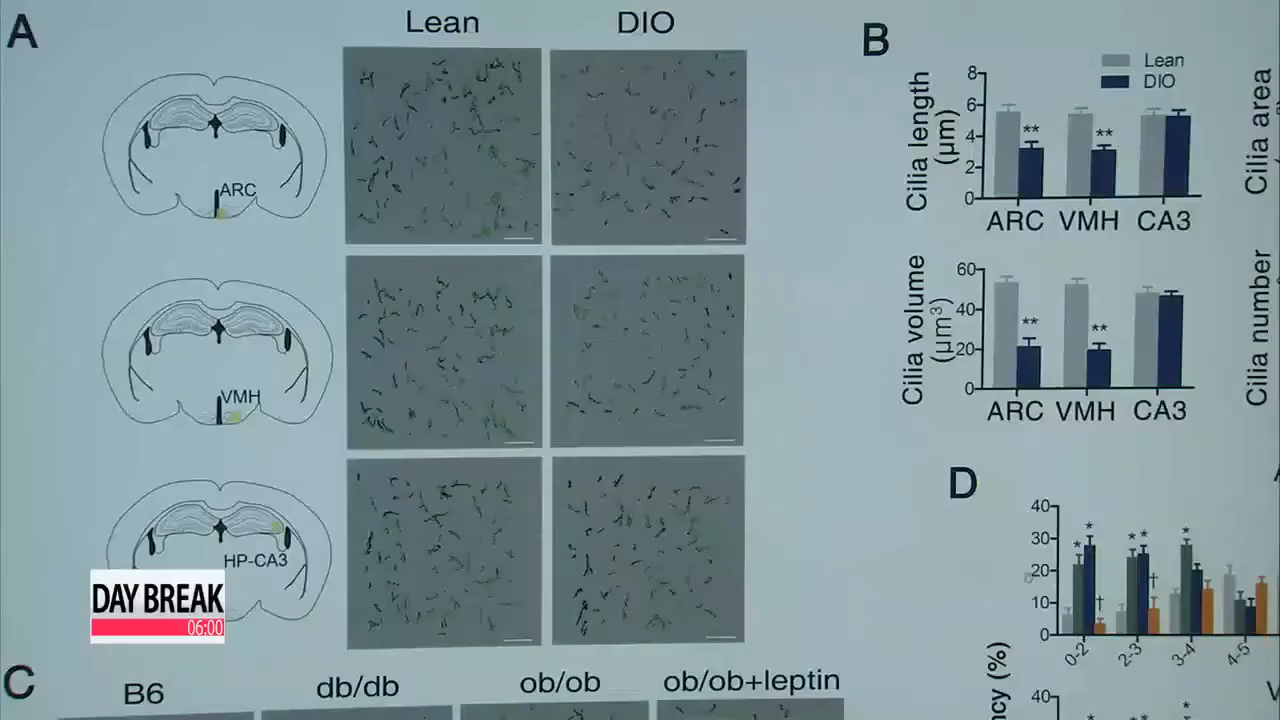 A
Lean
DIO
ARC
VMH
HP-CA3
DAY BREAK
06:00
B
Lean
DIO
Cilia length
(μm)
8
6
4
2
0
**
**
ARC
VMH
CA3
Cilia area
Cilia volume
(μm³)
60
40
20
0
**
**
ARC
VMH
CA3
Cilia number
C
B6
db/db
ob/ob
ob/ob+leptin
D
40
30
20
10
0
*
*
†
*
*
†
*
0-2
2-3
3-4
4-5
ncy (%)
40
*
*
*
*